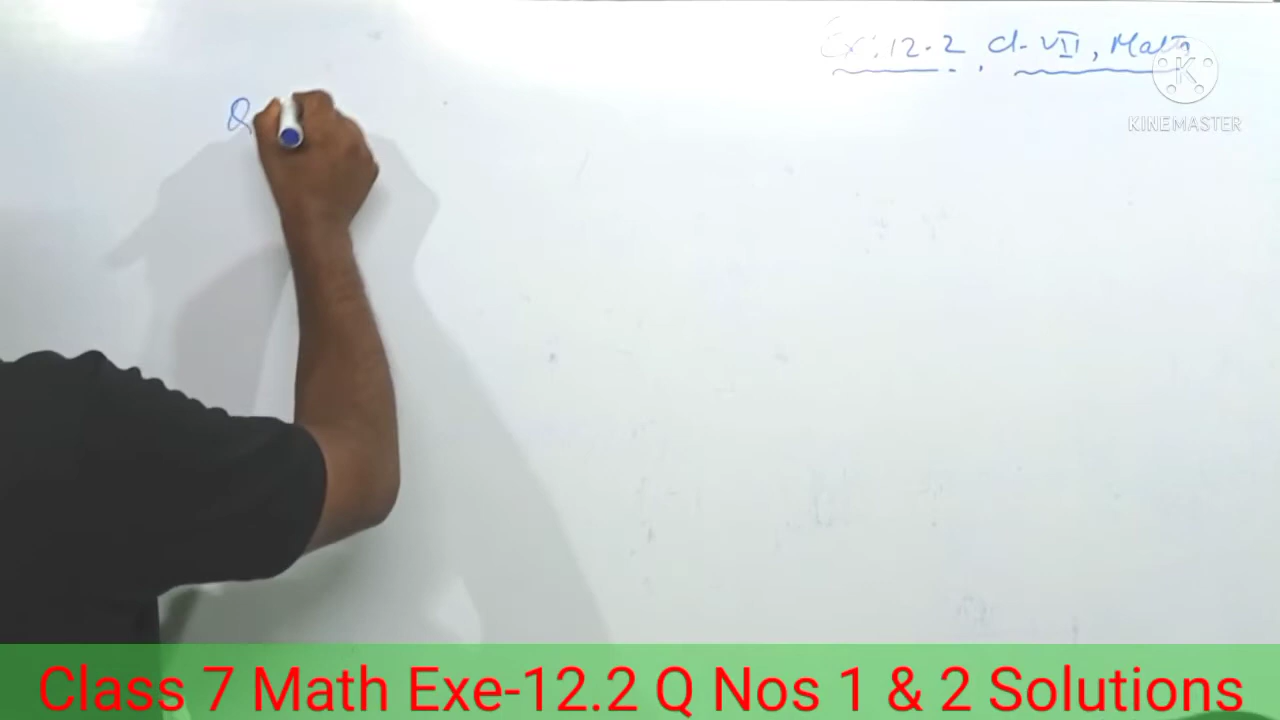 Ex: 12.2, cl-VII, Math
K
KINEMASTER
Q
Class 7 Math Exe-12.2 Q Nos 1 & 2 Solutions